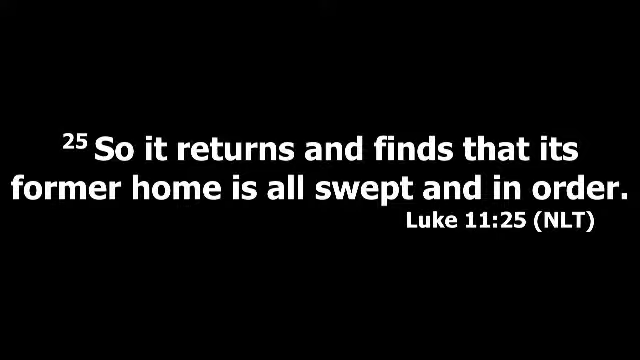 25 So it returns and finds that its
former home is all swept and in order.
Luke 11:25 (NLT)